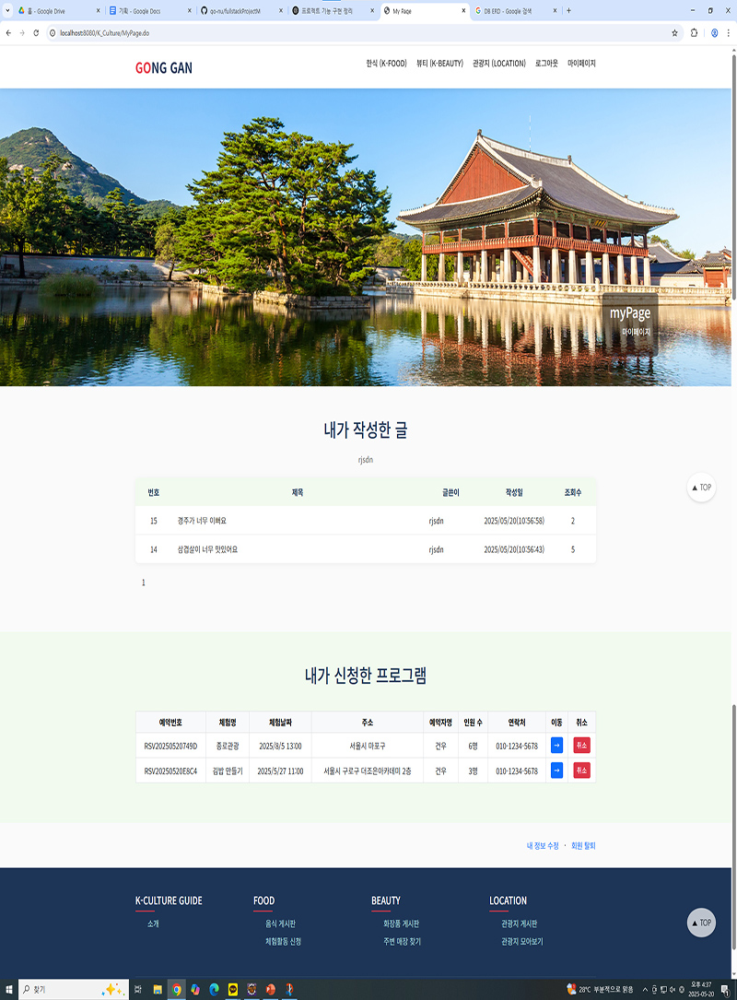 홈 - Google Drive
기획 - Google Docs
qo-nu/fullstackProjectM
프로젝트 기능 구현 정리
My Page
DB ERD - Google 검색
localhost:8080/K_Culture/MyPage.do
GONG GAN
한식 (K-FOOD) 뷰티 (K-BEAUTY) 관광지 (LOCATION) 로그아웃 마이페이지
myPage
마이페이지
내가 작성한 글
rjsdn
번호 제목 글쓴이 작성일 조회수
15 경주가 너무 이뻐요 rjsdn 2025/05/20(10:56:58) 2
14 삼겹살이 너무 맛있어요 rjsdn 2025/05/20(10:56:43) 5
1
▲ TOP
내가 신청한 프로그램
예약번호 체험명 체험날짜 주소 예약자명 인원 수 연락처 이동 취소
RSV20250520749D 종로관광 2025/8/5 13:00 서울시 마포구 건우 6명 010-1234-5678 → 취소
RSV20250520E8C4 김밥 만들기 2025/5/27 11:00 서울시 구로구 더조은아카데미 2층 건우 3명 010-1234-5678 → 취소
내 정보 수정 · 회원 탈퇴
K-CULTURE GUIDE FOOD BEAUTY LOCATION
소개 음식 게시판 화장품 게시판 관광지 게시판
체험활동 신청 주변 매장 찾기 관광지 모아보기
▲ TOP
찾기
28°C 부분적으로 맑음
오후 4:37
2025-05-20